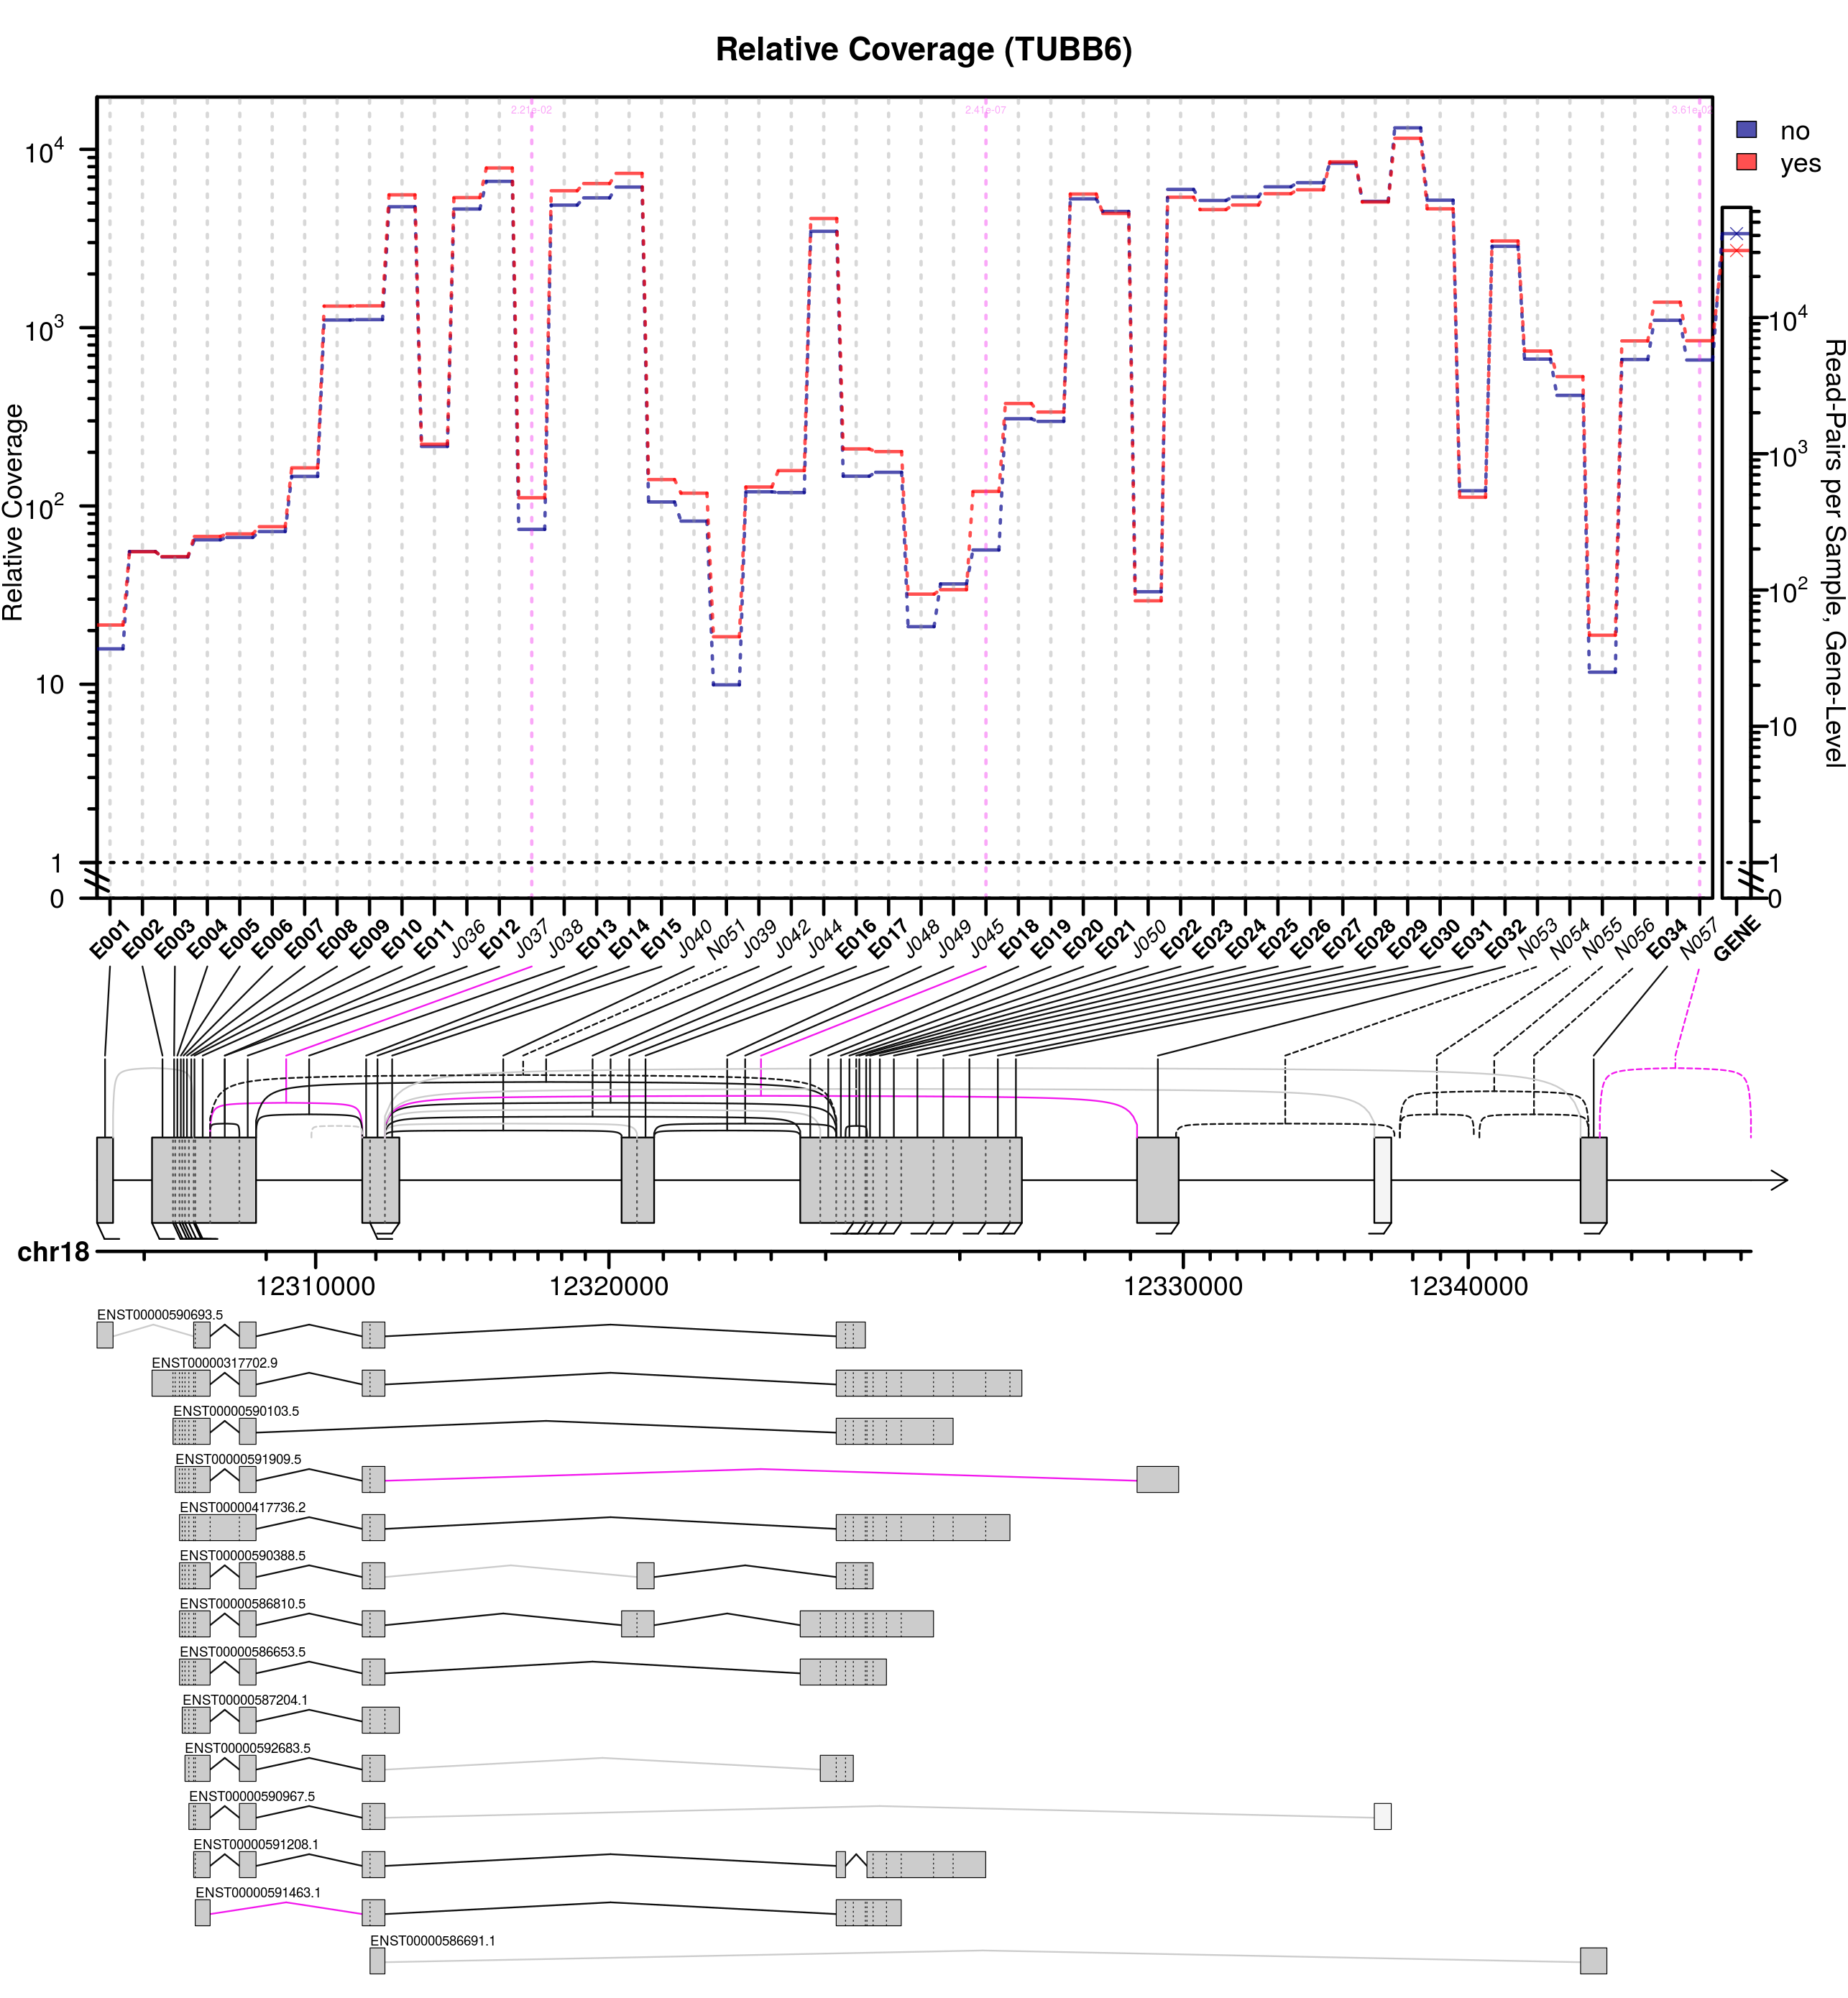 Relative Coverage (TUBB6)
2.21e-02 2.41e-07
no
yes
10^4
10^3
10^2
10
1
0
Relative Coverage
10^4
10^3
10^2
10
1
0
Read-Pairs per Sample, Gene-Level
E001 E002 E003 E004 E005 E006 E007 E008 E009 E010 E011 J036 E012 J037 J038 E013 E014 E015 J040 N051 J039 J042 J044 E016 E017 J048 J049 J045 E018 E019 E020 E021 J050 E022 E023 E024 E025 E026 E027 E028 E029 E030 E031 E032 N053 N054 N055 N056 E034 N057 GENE
chr18
12310000 12320000 12330000 12340000
ENST00000590693.5
ENST00000317702.9
ENST00000590103.5
ENST00000591909.5
ENST00000417736.2
ENST00000590388.5
ENST00000586810.5
ENST00000586653.5
ENST00000587204.1
ENST00000592683.5
ENST00000590967.5
ENST00000591208.1
ENST00000591463.1
ENST00000586691.1